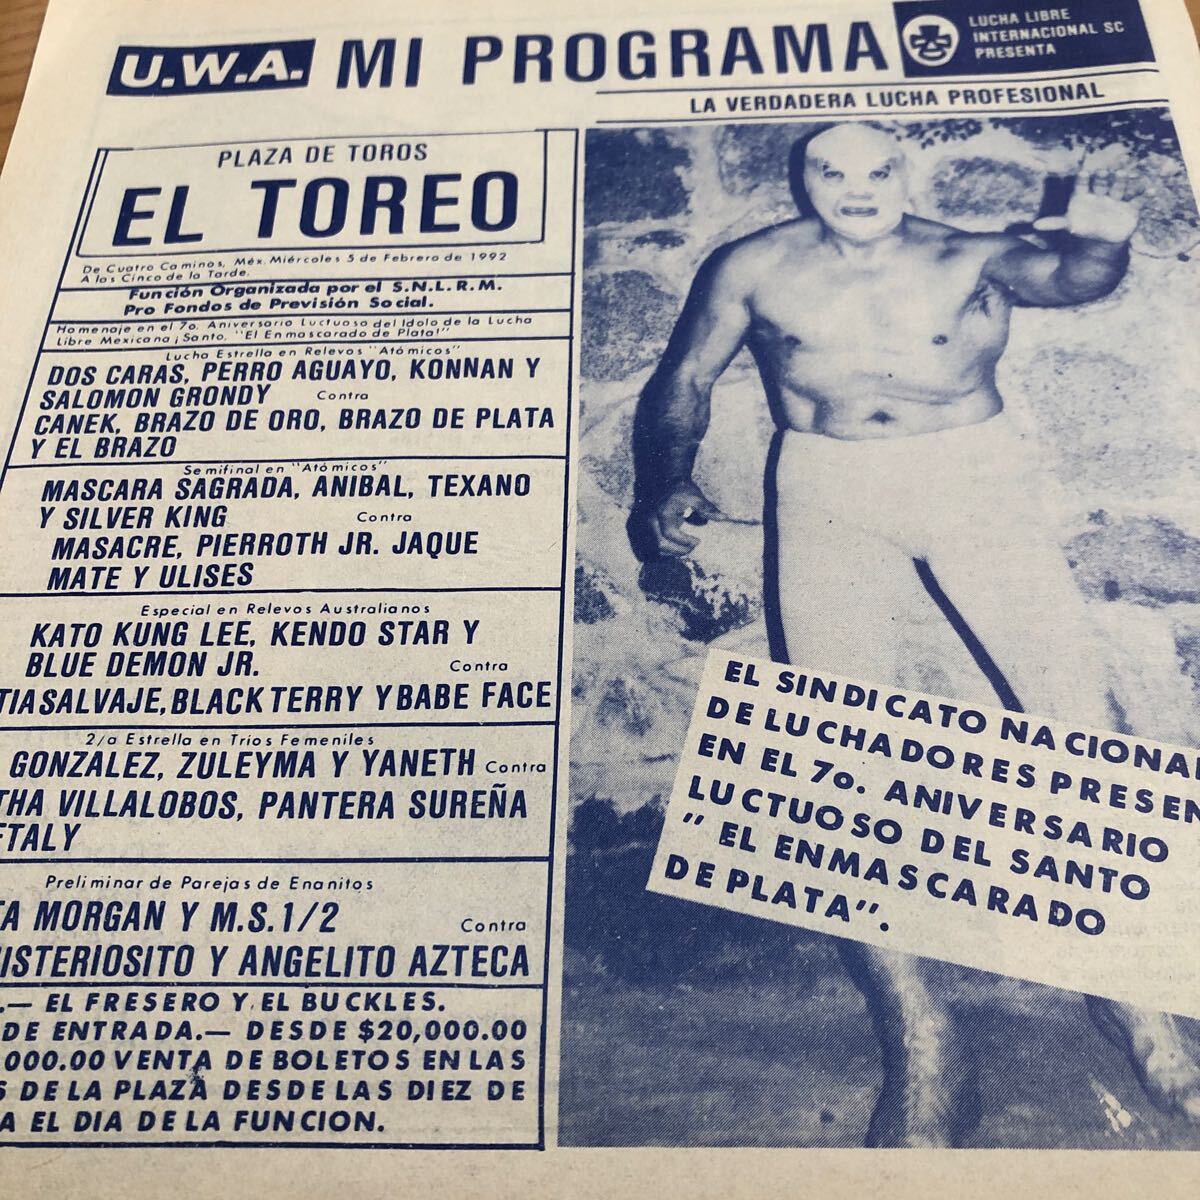 U.W.A. MI PROGRAMA
LUCHA LIBRE
INTERNACIONAL SC
PRESENTA
LA VERDADERA LUCHA PROFESIONAL
PLAZA DE TOROS
EL TOREO
De Cuatro Caminos, Méx. Miércoles 5 de Febrero de 1992
A las Cinco de la Tarde.
Función Organizada por el S.N.L.R.M.
Pro Fondos de Previsión Social.
Homenaje en el 7o. Aniversario Luctuoso del Idolo de la Lucha
Libre Mexicana ¡Santo, "El Enmascarado de Plata!"
Lucha Estrella en Relevos "Atómicos"
DOS CARAS, PERRO AGUAYO, KONNAN Y
SALOMON GRONDY Contra
CANEK, BRAZO DE ORO, BRAZO DE PLATA
Y EL BRAZO
Semifinal en "Atómicos"
MASCARA SAGRADA, ANIBAL, TEXANO
Y SILVER KING Contra
MASACRE, PIERROTH JR. JAQUE
MATE Y ULISES
Especial en Relevos Australianos
KATO KUNG LEE, KENDO STAR Y
BLUE DEMON JR. Contra
TIASALVAJE, BLACK TERRY Y BABE FACE
2/a Estrella en Trios Femeniles
GONZALEZ, ZULEYMA Y YANETH Contra
THA VILLALOBOS, PANTERA SUREÑA
ETALY
Preliminar de Parejas de Enanitos
TA MORGAN Y M.S.1/2 Contra
ISTERIOSITO Y ANGELITO AZTECA
.— EL FRESERO Y EL BUCKLES.
DE ENTRADA.— DESDE $20,000.00
000.00 VENTA DE BOLETOS EN LAS
S DE LA PLAZA DESDE LAS DIEZ DE
A EL DIA DE LA FUNCION.
EL SINDICATO NACIONAL
DE LUCHADORES PRESEN
EN EL 7o. ANIVERSARIO
LUCTUOSO DEL SANTO
"EL ENMASCARADO
DE PLATA".